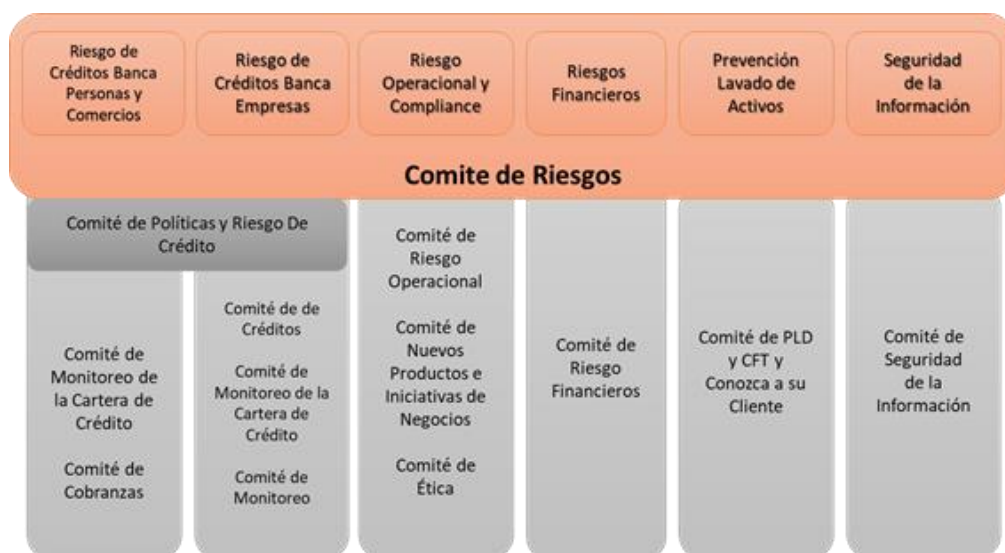 Riesgo de
Créditos Banca
Personas y
Comercios
Riesgo de
Créditos Banca
Empresas
Riesgo
Operacional y
Compliance
Riesgos
Financieros
Prevención
Lavado de
Activos
Seguridad
de la
Información
Comite de Riesgos
Comité de Políticas y Riesgo De
Crédito
Comité de
Monitoreo de
la Cartera de
Crédito
Comité de
Cobranzas
Comité de de
Créditos
Comité de
Monitoreo de la
Cartera de
Crédito
Comité de
Monitoreo
Comité de
Riesgo
Operacional
Comité de
Nuevos
Productos e
Iniciativas de
Negocios
Comité de
Ética
Comité de
Riesgo
Financieros
Comité de PLD
y CFT y
Conozca a su
Cliente
Comité de
Seguridad
de la
Información